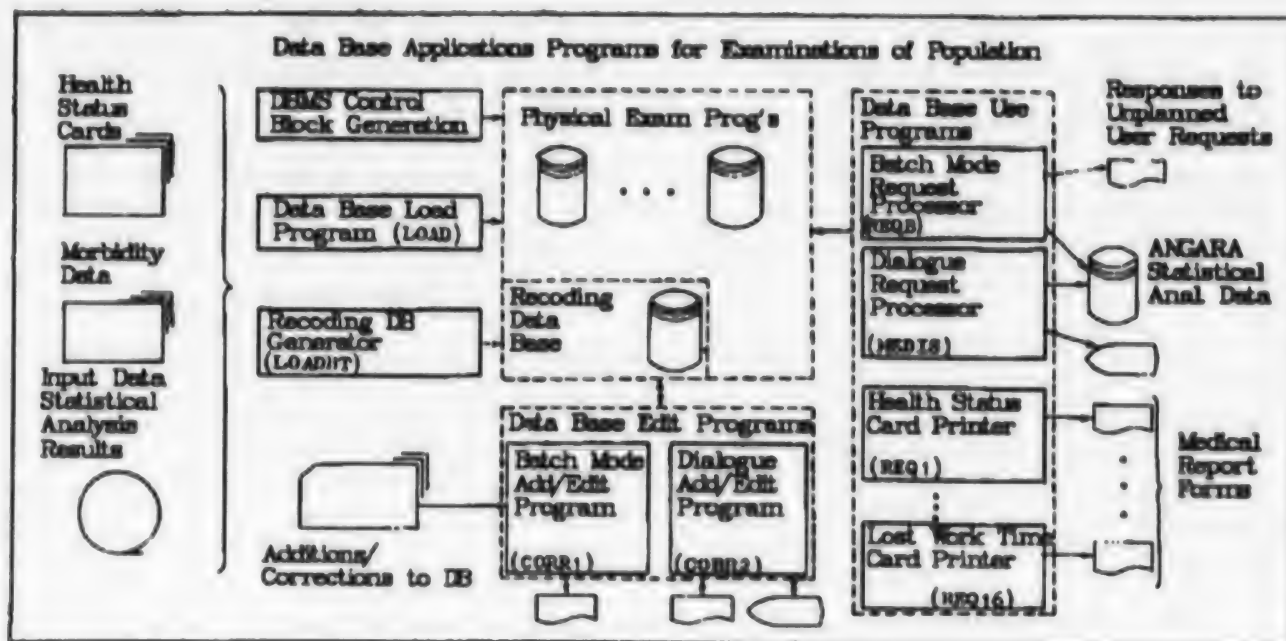 Data Base Applications Programs for Examinations of Population
Health
Status
Cards
Morbidity
Data
Input Data
Statistical
Analysis
Results
DBMS Control
Block Generation
Data Base Load
Program (LOAD)
Recoding DB
Generator
(LOADHT)
Additions/
Corrections to DB
Physical Exam Prog's
Recoding
Data
Base
Data Base Edit Programs
Batch Mode
Add/Edit
Program
(CORR1)
Dialogue
Add/Edit
Program
(CORR2)
Data Base Use
Programs
Batch Mode
Request
Processor
Dialogue
Request
Processor
(MEDIS)
Health Status
Card Printer
(REQ1)
Lost Work Time
Card Printer
(REQ16)
Responses to
Unplanned
User Requests
ANGARA
Statistical
Anal Data
Medical
Report
Forms